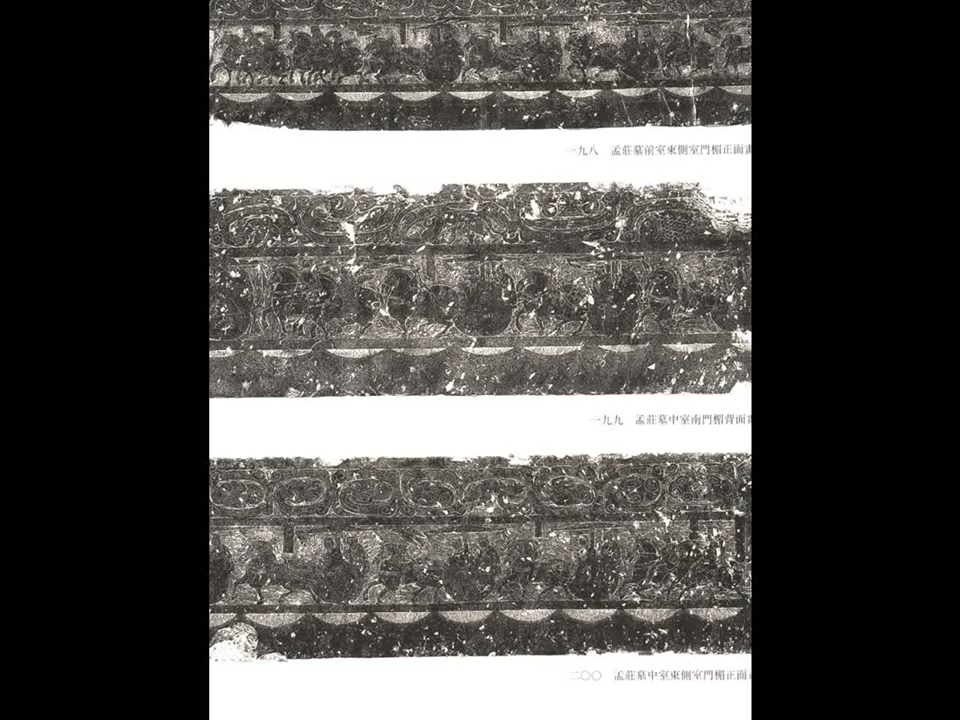 一九八　孟莊墓前室東側室門楣正面畫
一九九　孟莊墓中室南門楣背面畫
二〇〇　孟莊墓中室東側室門楣正面